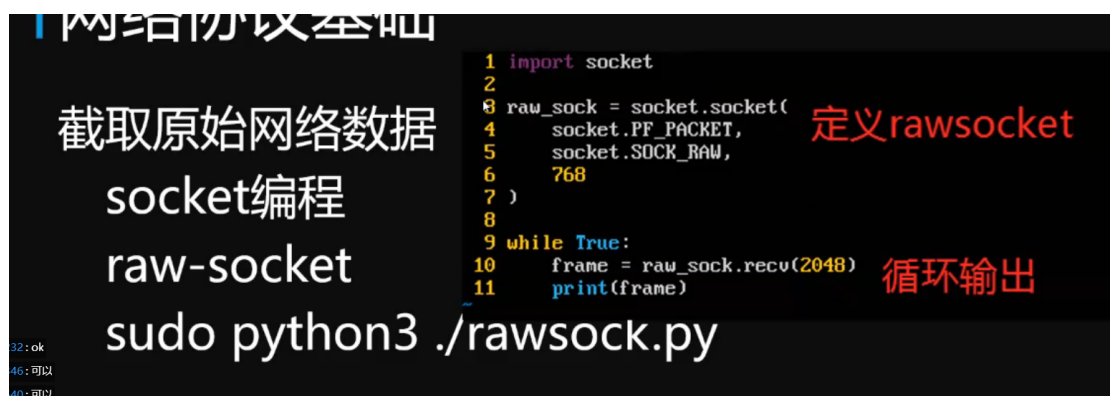 网络协议基础
截取原始网络数据
socket编程
raw-socket
sudo python3 ./rawsock.py
1 import socket
2
3 raw_sock = socket.socket(
4     socket.PF_PACKET,
5     socket.SOCK_RAW,
6     768
7 )
8
9 while True:
10     frame = raw_sock.recv(2048)
11     print(frame)
~
定义rawsocket
循环输出
32: ok
46: 可以
40: 可以